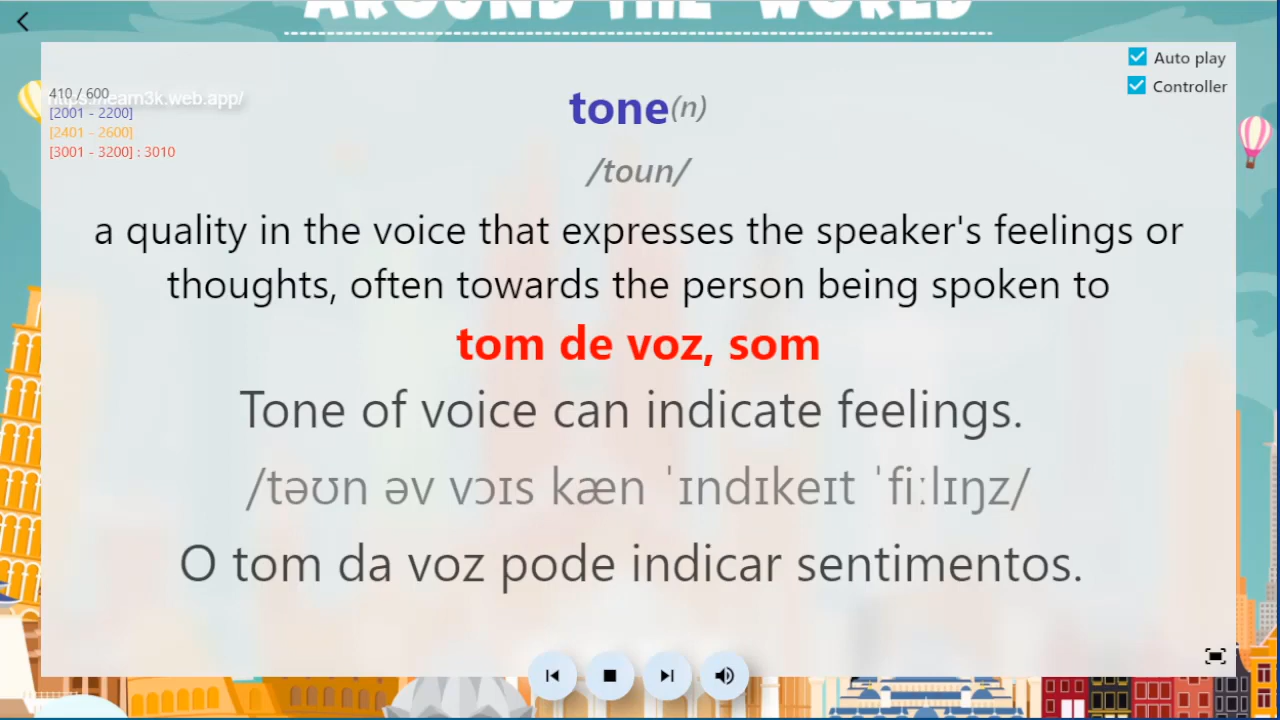 AROUND THE WORLD
Auto play
Controller
410 / 600
https://learn3k.web.app/
[2001 - 2200]
[2401 - 2600]
[3001 - 3200] : 3010
tone(n)
/toun/
a quality in the voice that expresses the speaker's feelings or
thoughts, often towards the person being spoken to
tom de voz, som
Tone of voice can indicate feelings.
/təʊn əv vɔɪs kæn ˈɪndɪkeɪt ˈfiːlɪŋz/
O tom da voz pode indicar sentimentos.